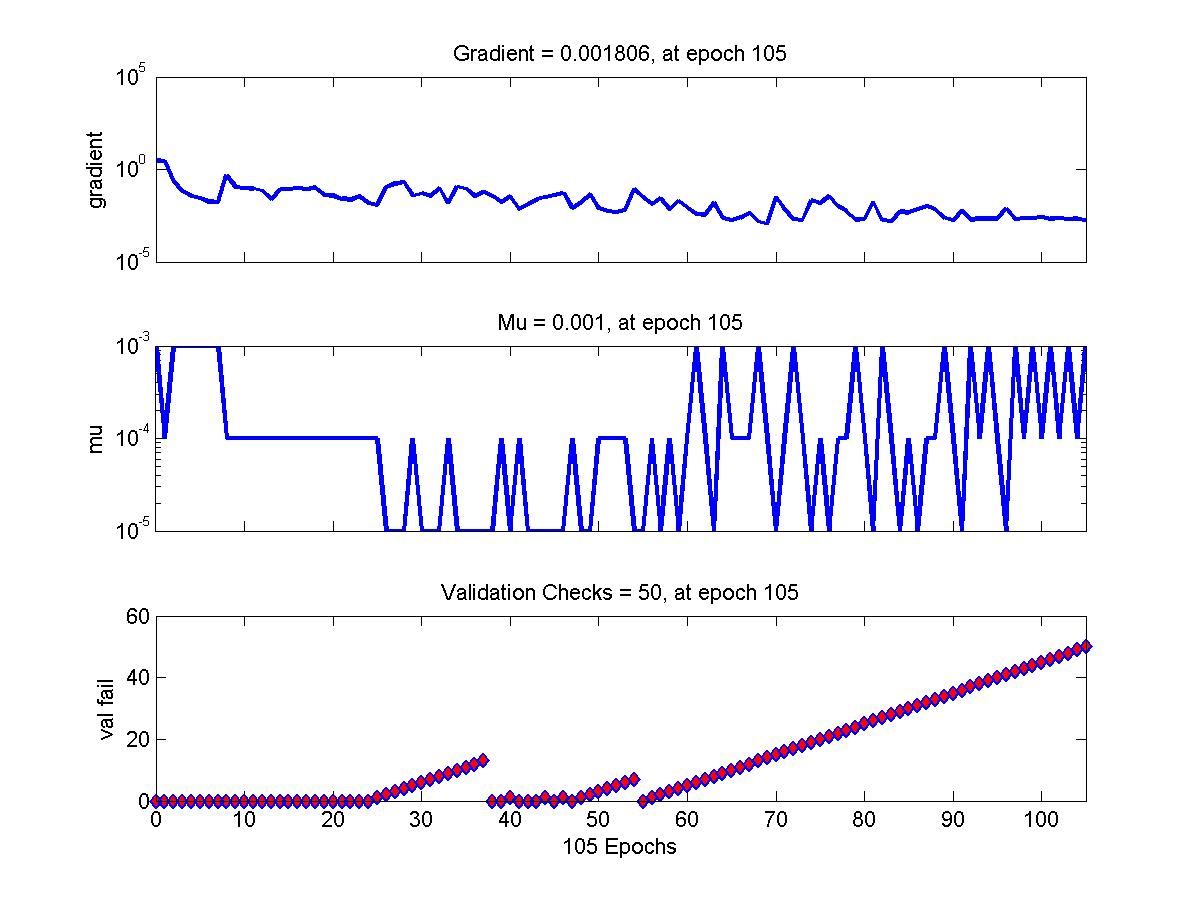 Gradient = 0.001806, at epoch 105
10^5
10^0
10^-5
gradient
Mu = 0.001, at epoch 105
10^-3
10^-4
10^-5
mu
Validation Checks = 50, at epoch 105
60
40
20
0
val fail
0 10 20 30 40 50 60 70 80 90 100
105 Epochs